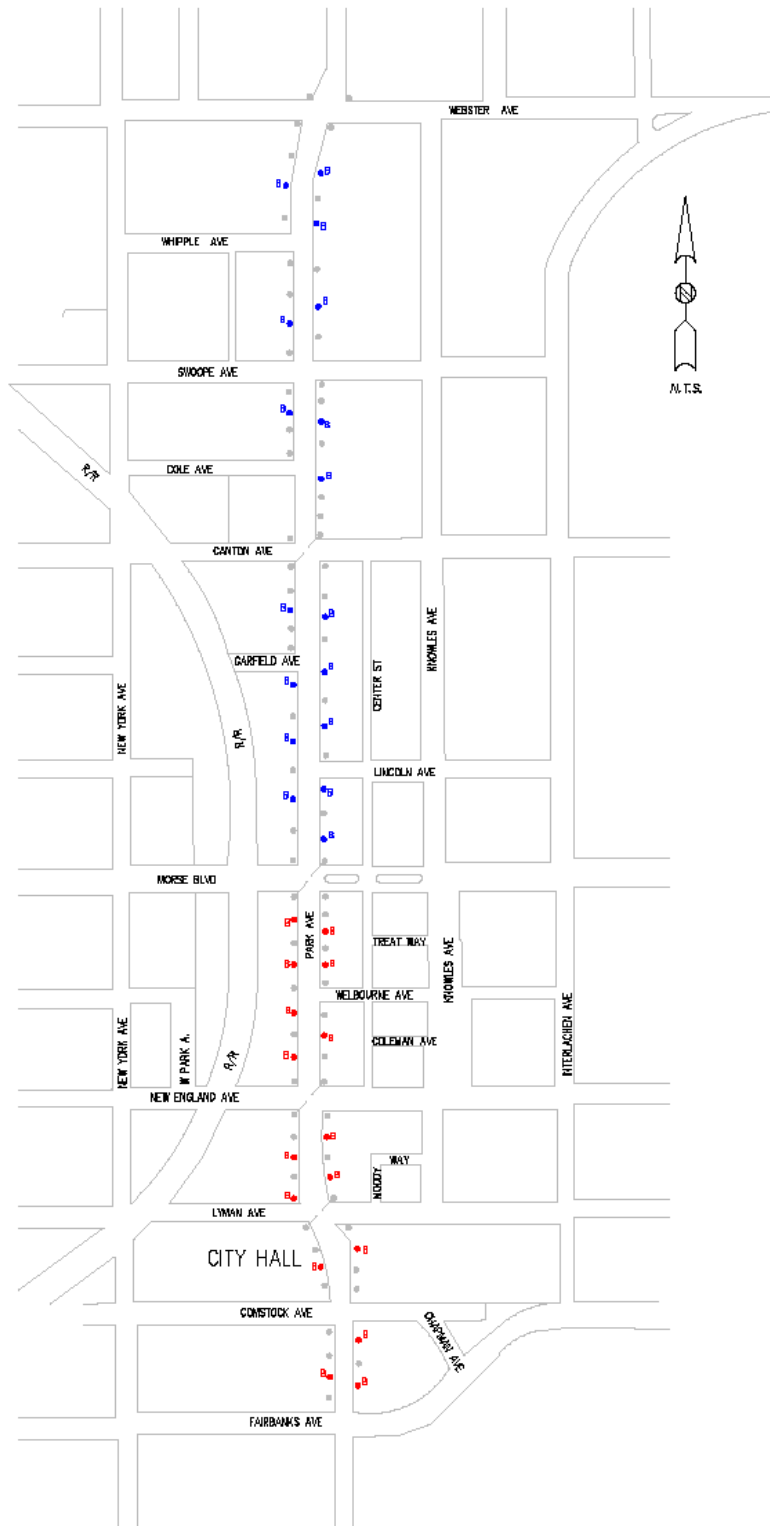 WEBSTER AVE
WHIPPLE AVE
N
N.T.S.
SWOOPE AVE
COLE AVE
R/R
CANTON AVE
GARFIELD AVE
CENTER ST
KNOWLES AVE
NEW YORK AVE
R/R
LINCOLN AVE
MORSE BLVD
PARK AVE
TREAT WAY
KNOWLES AVE
WELBOURNE AVE
NEW YORK AVE
W PARK A.
R/R
COLEMAN AVE
INTERLACHEN AVE
NEW ENGLAND AVE
WAY
MOODY
LYMAN AVE
CITY HALL
COMSTOCK AVE
CHAPMAN AVE
FAIRBANKS AVE